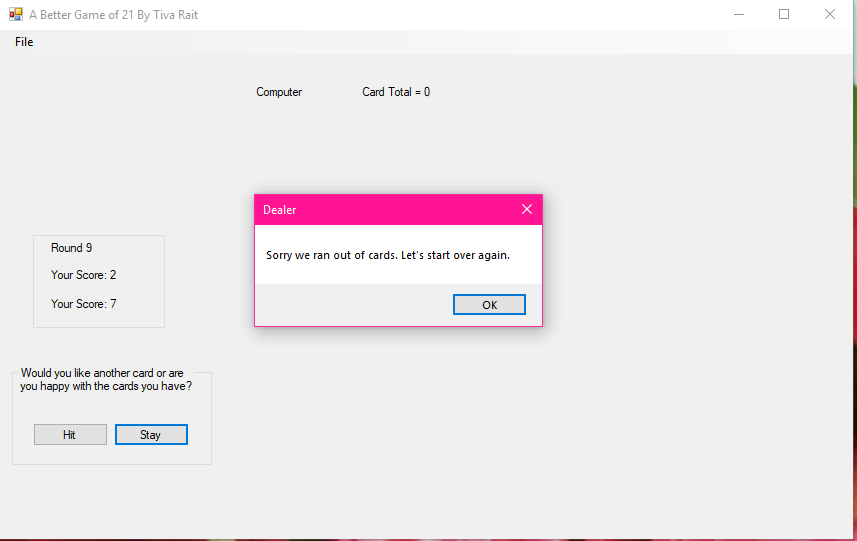 A Better Game of 21 By Tiva Rait
File
Computer
Card Total = 0
Dealer
Sorry we ran out of cards. Let's start over again.
OK
Round 9
Your Score: 2
Your Score: 7
Would you like another card or are
you happy with the cards you have?
Hit
Stay